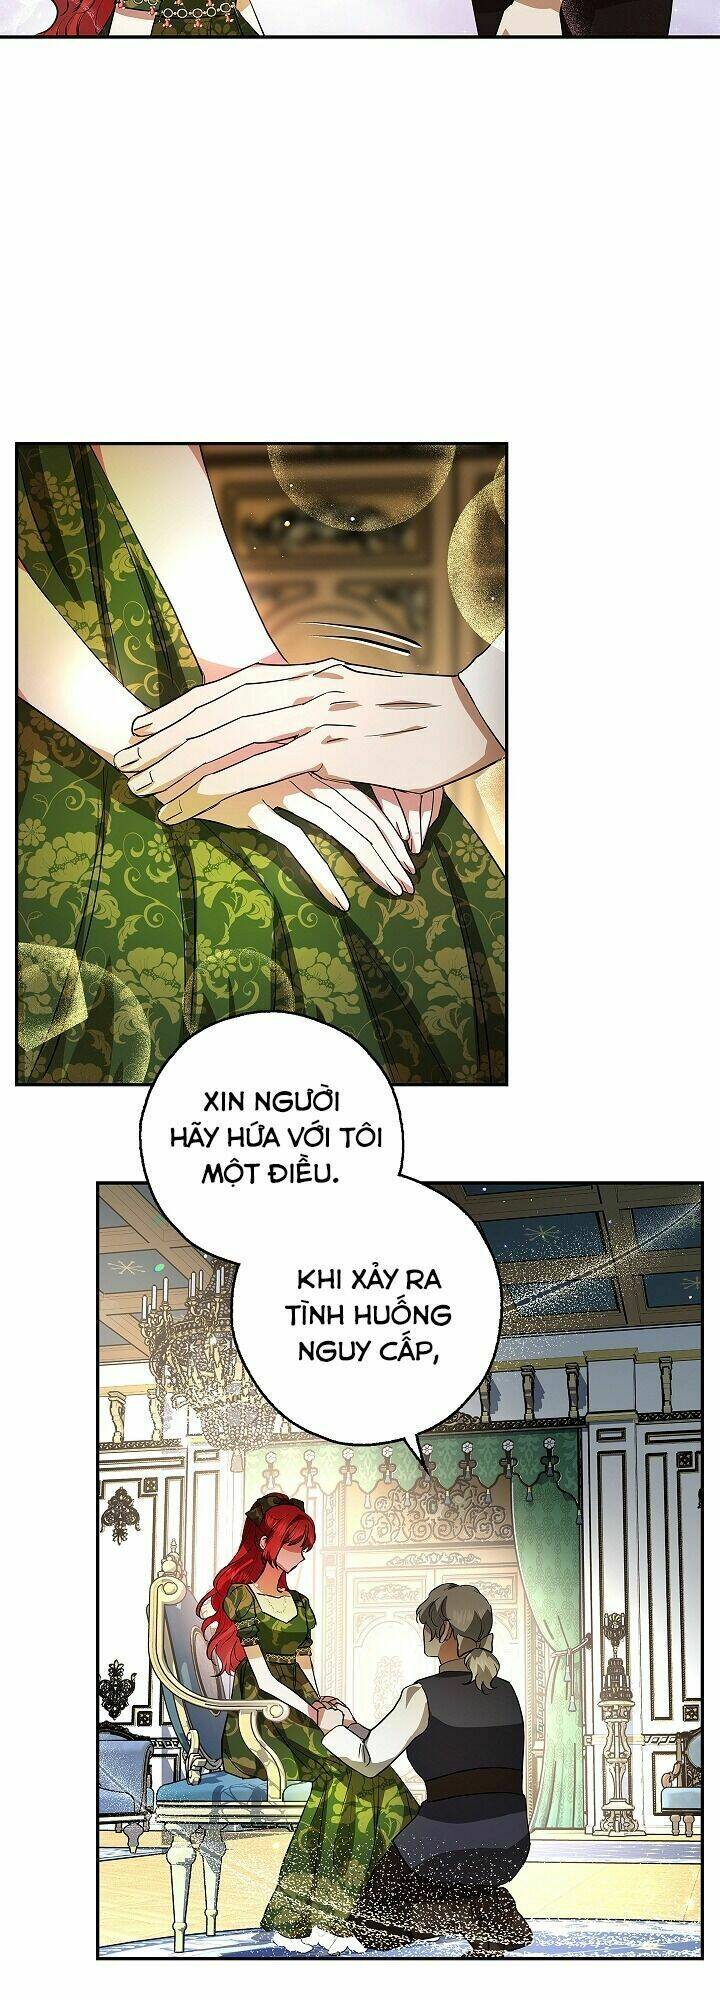 XIN NGƯỜI
HÃY HỨA VỚI TÔI
MỘT ĐIỀU.
KHI XẢY RA
TÌNH HUỐNG
NGUY CẤP,